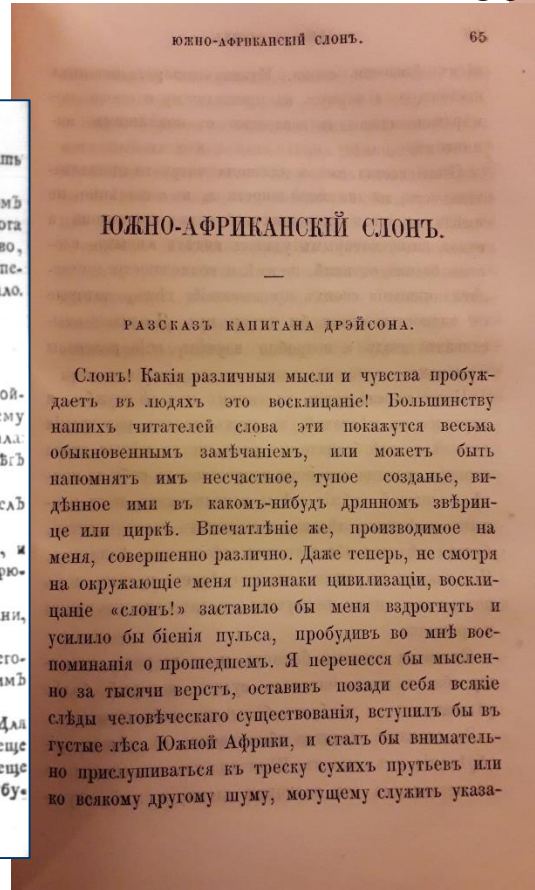 ЮЖНО-АФРИКАНСКІЙ СЛОНЪ. 65
ЮЖНО-АФРИКАНСКІЙ СЛОНЪ.
РАЗСКАЗЪ КАПИТАНА ДРЭЙСОНА.
Слонъ! Какія различныя мысли и чувства пробуж-
даетъ въ людяхъ это восклицаніе! Большинству
нашихъ читателей слова эти покажутся весьма
обыкновеннымъ замѣчаніемъ, или можетъ быть
напомнятъ имъ несчастное, тупое созданье, ви-
дѣнное ими въ какомъ-нибудь дрянномъ звѣрин-
це или циркѣ. Впечатлѣніе же, производимое на
меня, совершенно различно. Даже теперь, не смотря
на окружающіе меня признаки цивилизаціи, воскли-
цаніе «слонъ!» заставило бы меня вздрогнуть и
усилило бы біенія пульса, пробудивъ во мнѣ вос-
поминанія о прошедшемъ. Я перенесся бы мыслен-
но за тысячи верстъ, оставивъ позади себя всякіе
слѣды человѣческаго существованія, вступилъ бы въ
густые лѣса Южной Африки, и сталъ бы вниматель-
но прислушиваться къ треску сухихъ прутьевъ или
ко всякому другому шуму, могущему служить указа-